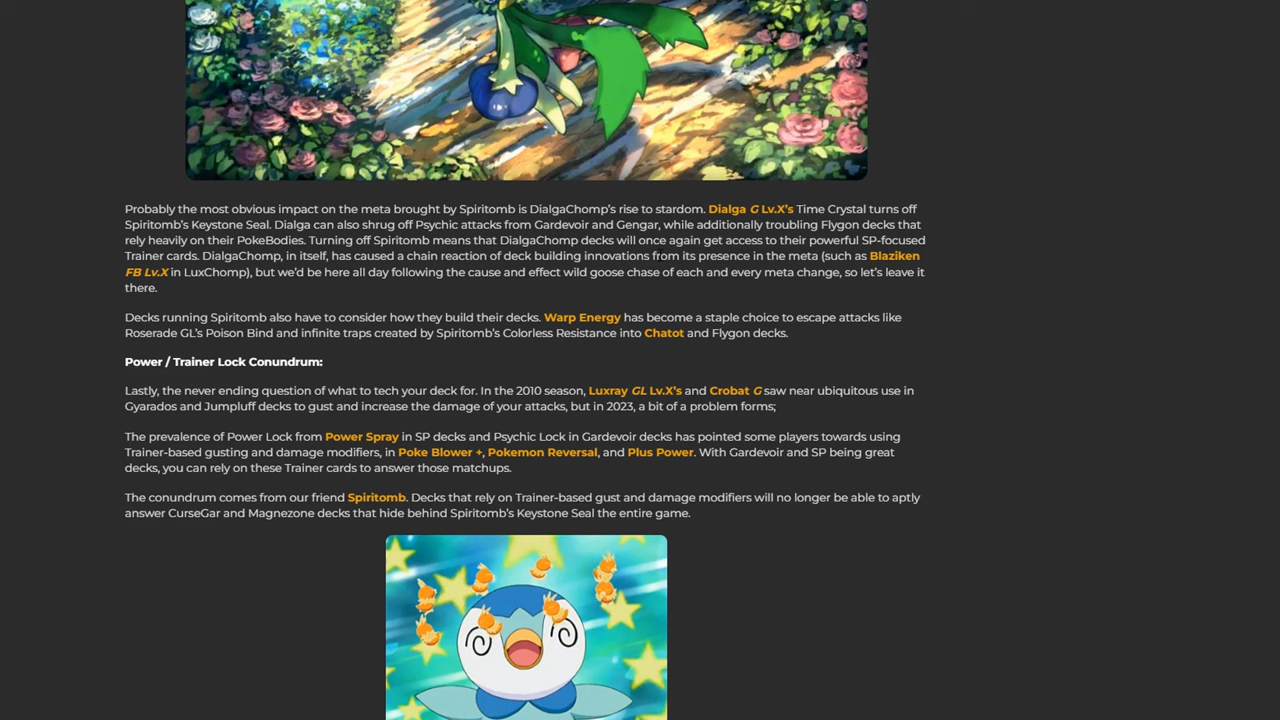 Probably the most obvious impact on the meta brought by Spiritomb is DialgaChomp's rise to stardom. Dialga G Lv.X's Time Crystal turns off
Spiritomb's Keystone Seal. Dialga can also shrug off Psychic attacks from Gardevoir and Gengar, while additionally troubling Flygon decks that
rely heavily on their PokeBodies. Turning off Spiritomb means that DialgaChomp decks will once again get access to their powerful SP-focused
Trainer cards. DialgaChomp, in itself, has caused a chain reaction of deck building innovations from its presence in the meta (such as Blaziken
FB Lv.X in LuxChomp), but we'd be here all day following the cause and effect wild goose chase of each and every meta change, so let's leave it
there.
Decks running Spiritomb also have to consider how they build their decks. Warp Energy has become a staple choice to escape attacks like
Roserade GL's Poison Bind and infinite traps created by Spiritomb's Colorless Resistance into Chatot and Flygon decks.
Power / Trainer Lock Conundrum:
Lastly, the never ending question of what to tech your deck for. In the 2010 season, Luxray GL Lv.X's and Crobat G saw near ubiquitous use in
Gyarados and Jumpluff decks to gust and increase the damage of your attacks, but in 2023, a bit of a problem forms;
The prevalence of Power Lock from Power Spray in SP decks and Psychic Lock in Gardevoir decks has pointed some players towards using
Trainer-based gusting and damage modifiers, in Poke Blower +, Pokemon Reversal, and Plus Power. With Gardevoir and SP being great
decks, you can rely on these Trainer cards to answer those matchups.
The conundrum comes from our friend Spiritomb. Decks that rely on Trainer-based gust and damage modifiers will no longer be able to aptly
answer CurseGar and Magnezone decks that hide behind Spiritomb's Keystone Seal the entire game.